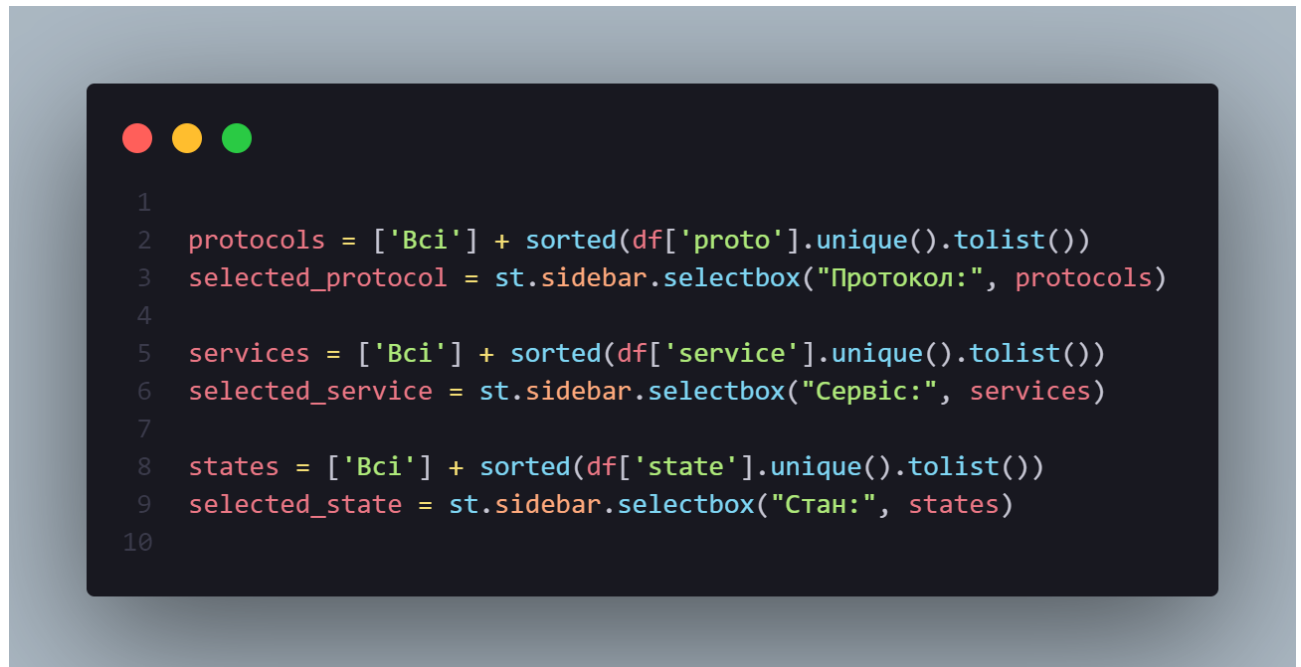 1
2 protocols = ['Всі'] + sorted(df['proto'].unique().tolist())
3 selected_protocol = st.sidebar.selectbox("Протокол:", protocols)
4
5 services = ['Всі'] + sorted(df['service'].unique().tolist())
6 selected_service = st.sidebar.selectbox("Сервіс:", services)
7
8 states = ['Всі'] + sorted(df['state'].unique().tolist())
9 selected_state = st.sidebar.selectbox("Стан:", states)
10